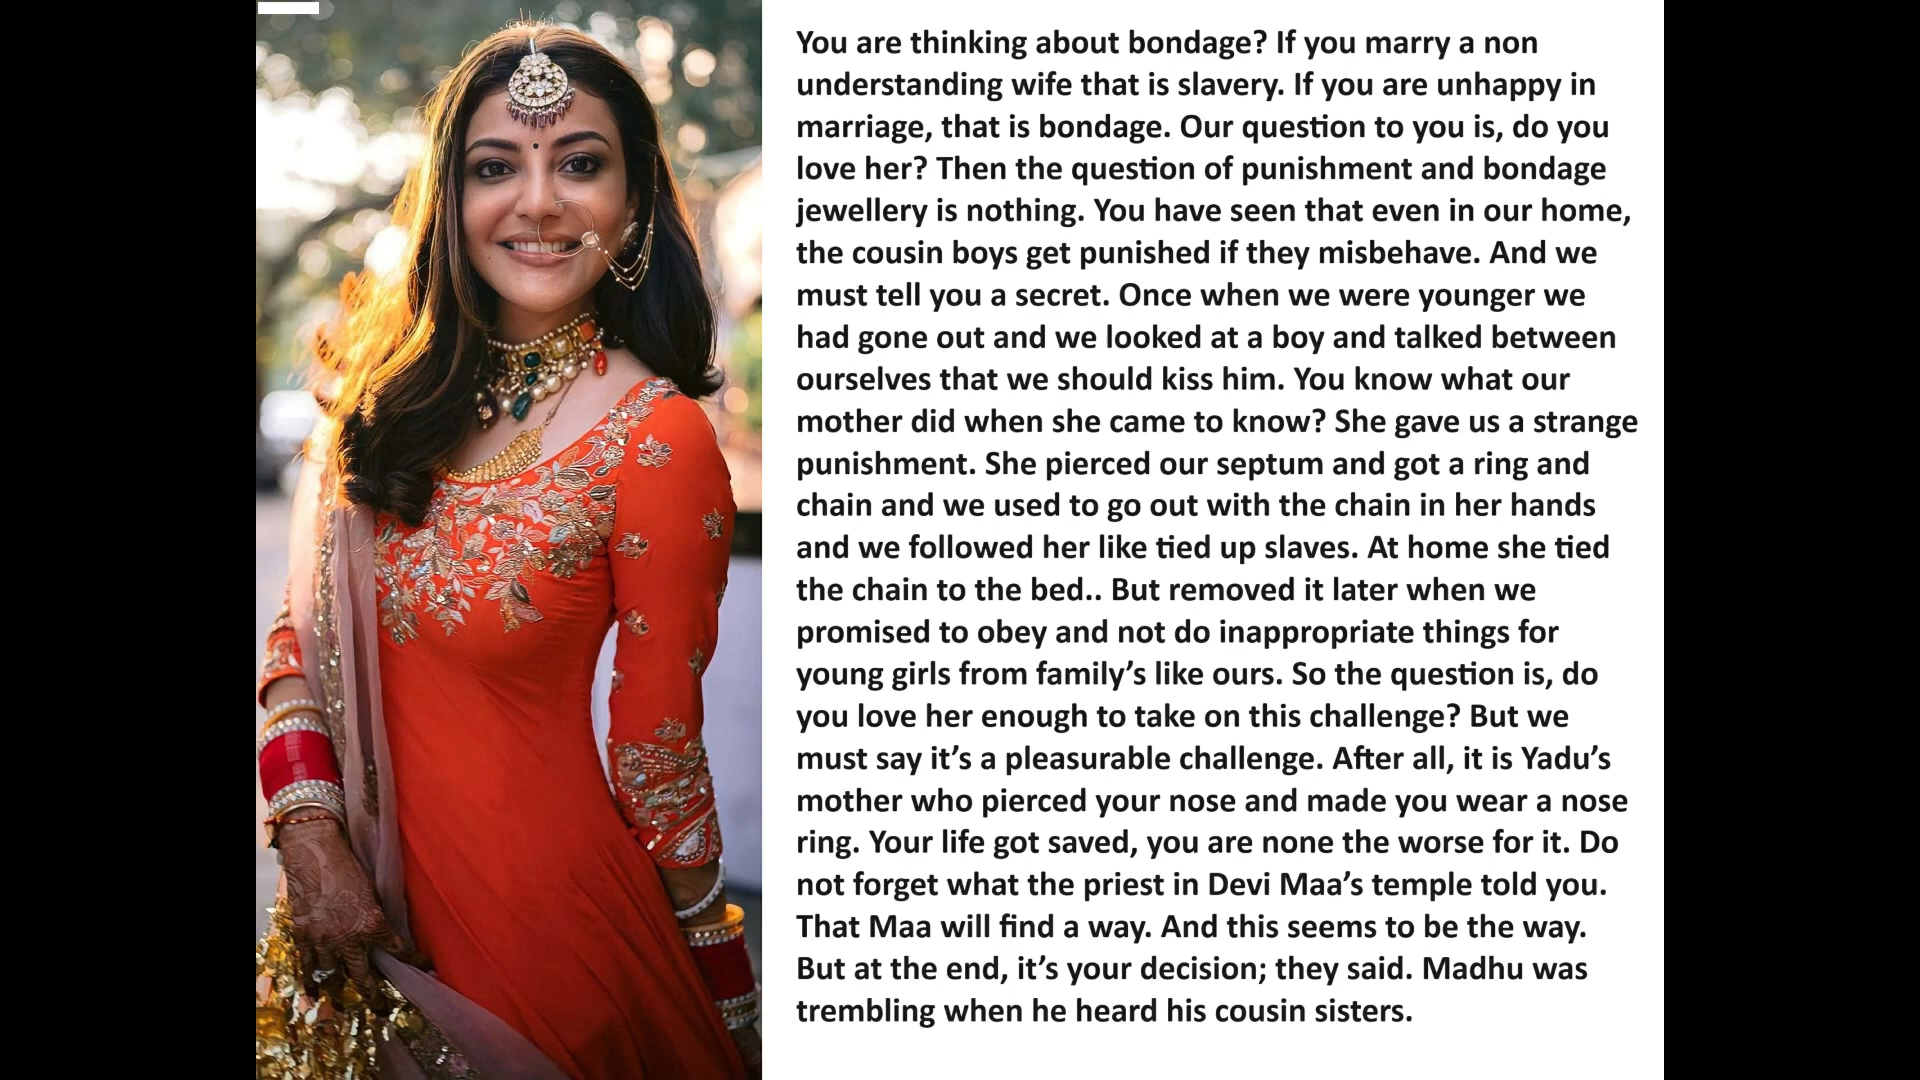 You are thinking about bondage? If you marry a non
understanding wife that is slavery. If you are unhappy in
marriage, that is bondage. Our question to you is, do you
love her? Then the question of punishment and bondage
jewellery is nothing. You have seen that even in our home,
the cousin boys get punished if they misbehave. And we
must tell you a secret. Once when we were younger we
had gone out and we looked at a boy and talked between
ourselves that we should kiss him. You know what our
mother did when she came to know? She gave us a strange
punishment. She pierced our septum and got a ring and
chain and we used to go out with the chain in her hands
and we followed her like tied up slaves. At home she tied
the chain to the bed.. But removed it later when we
promised to obey and not do inappropriate things for
young girls from family’s like ours. So the question is, do
you love her enough to take on this challenge? But we
must say it’s a pleasurable challenge. After all, it is Yadu’s
mother who pierced your nose and made you wear a nose
ring. Your life got saved, you are none the worse for it. Do
not forget what the priest in Devi Maa’s temple told you.
That Maa will find a way. And this seems to be the way.
But at the end, it’s your decision; they said. Madhu was
trembling when he heard his cousin sisters.